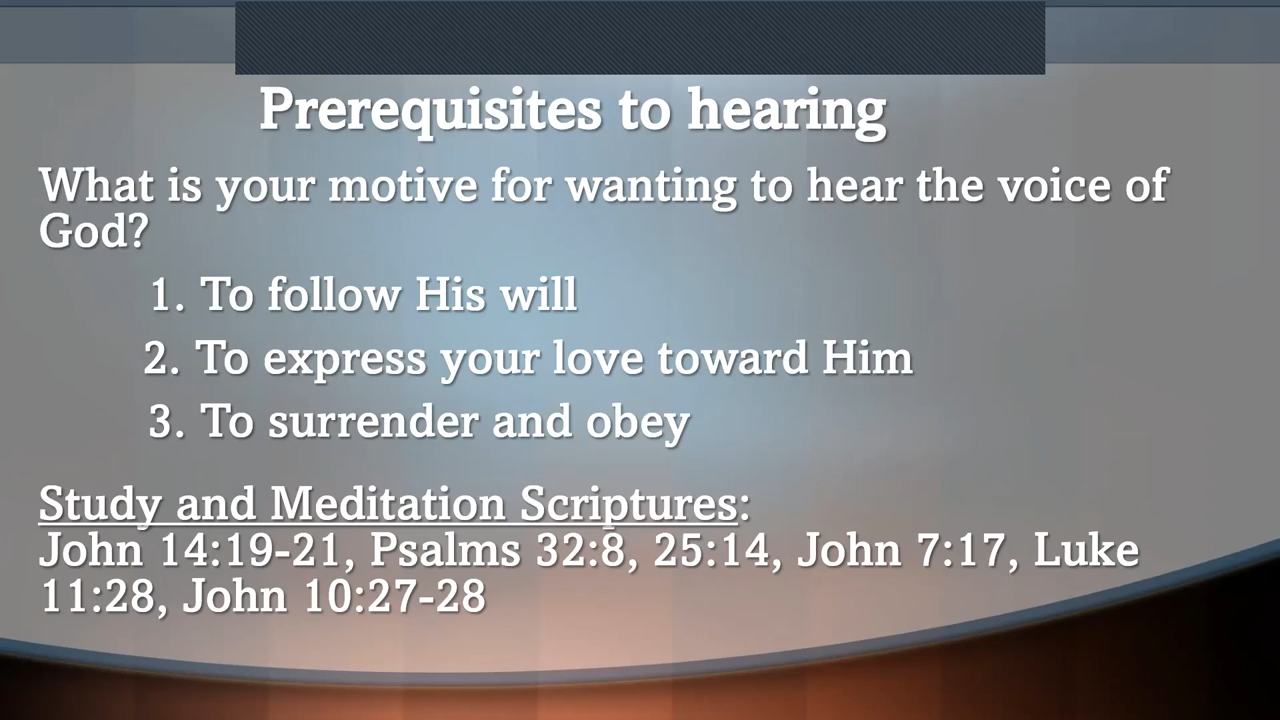 Prerequisites to hearing
What is your motive for wanting to hear the voice of
God?
1. To follow His will
2. To express your love toward Him
3. To surrender and obey
Study and Meditation Scriptures:
John 14:19-21, Psalms 32:8, 25:14, John 7:17, Luke
11:28, John 10:27-28